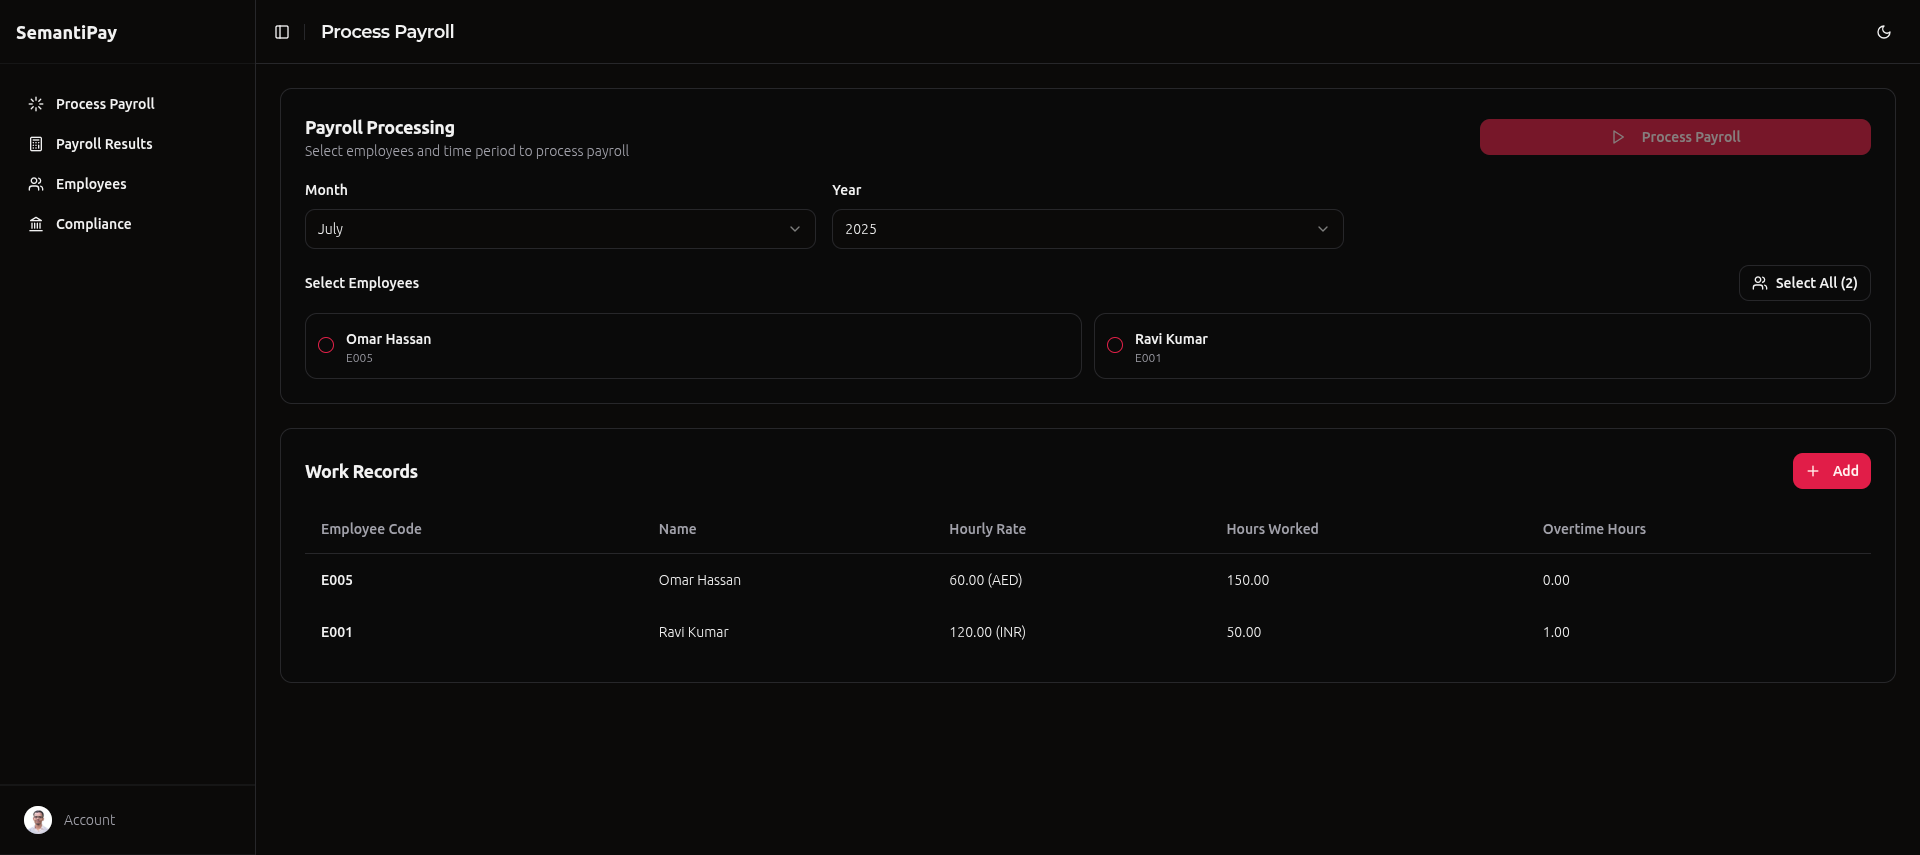 SemantiPay
Process Payroll
Process Payroll
Payroll Results
Employees
Compliance
Account
Payroll Processing
Select employees and time period to process payroll
Process Payroll
Month
Year
July
2025
Select Employees
Select All (2)
Omar Hassan
E005
Ravi Kumar
E001
Work Records
Add
Employee Code Name Hourly Rate Hours Worked Overtime Hours
E005 Omar Hassan 60.00 (AED) 150.00 0.00
E001 Ravi Kumar 120.00 (INR) 50.00 1.00